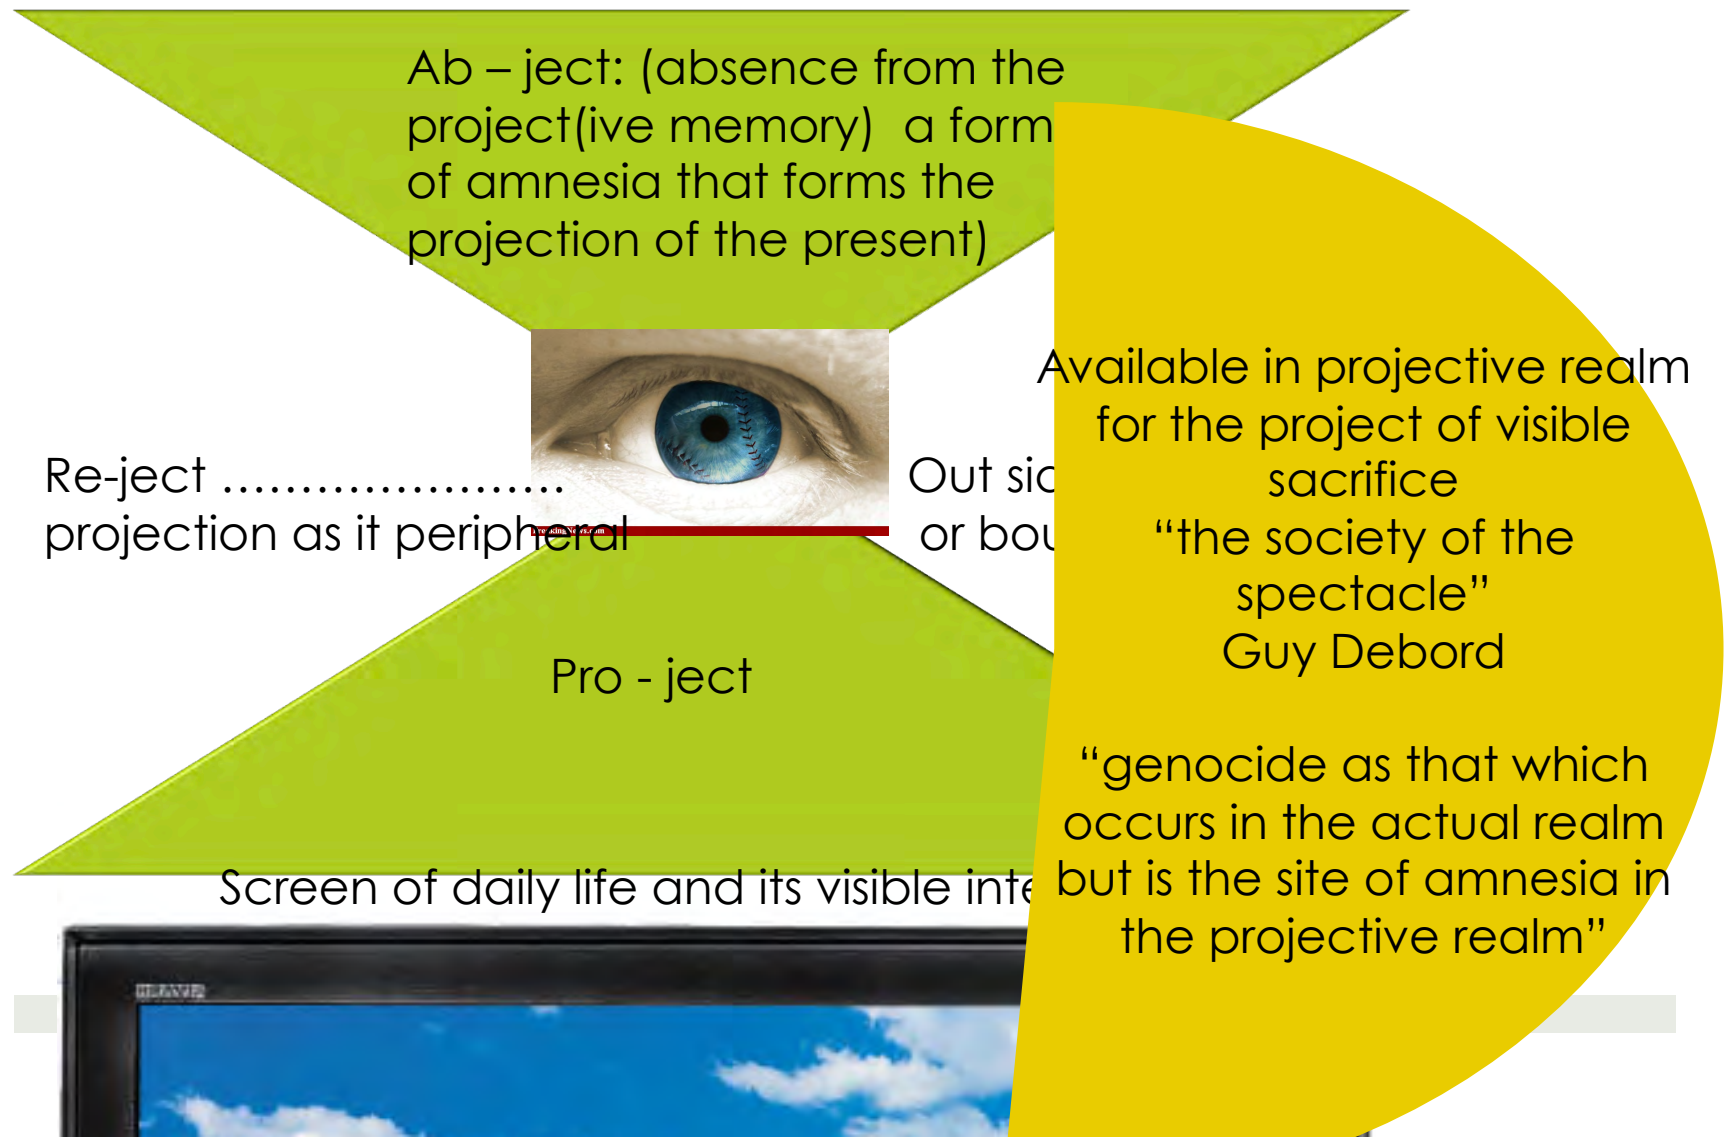 Ab – ject: (absence from the
project(ive memory)  a form
of amnesia that forms the
projection of the present)
Re-ject ......................
projection as it peripheral
Out
or
Pro - ject
Screen of daily life and its visible
Available in projective realm
for the project of visible
sacrifice
“the society of the
spectacle”
Guy Debord
“genocide as that which
occurs in the actual realm
but is the site of amnesia in
the projective realm”